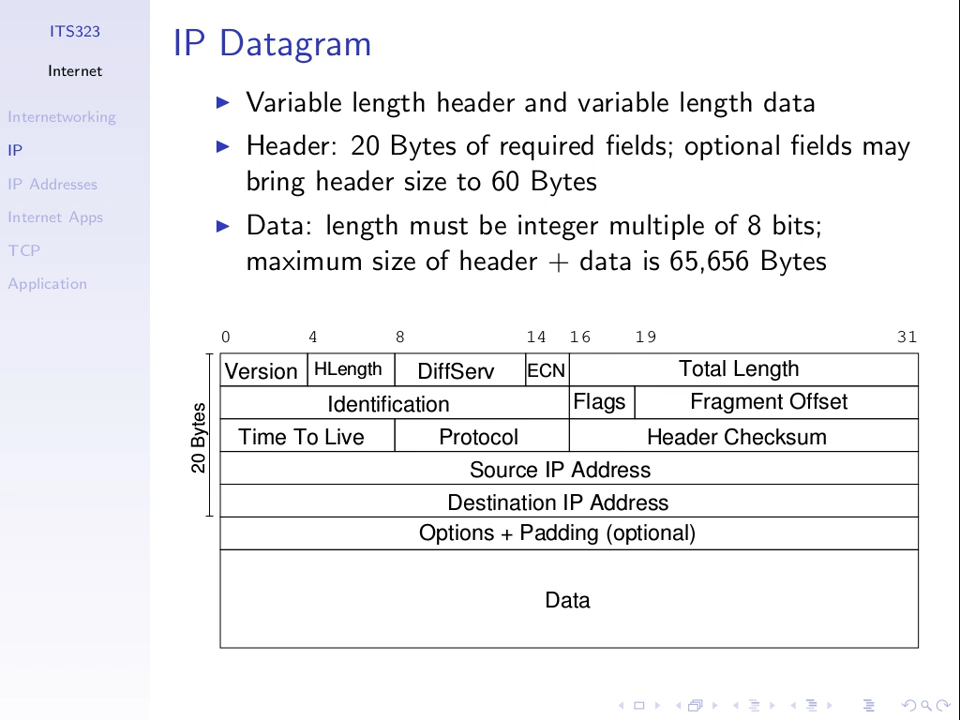 ITS323
Internet
Internetworking
IP
IP Addresses
Internet Apps
TCP
Application
IP Datagram
Variable length header and variable length data
Header: 20 Bytes of required fields; optional fields may
bring header size to 60 Bytes
Data: length must be integer multiple of 8 bits;
maximum size of header + data is 65,656 Bytes
0 4 8 14 16 19 31
Version HLength DiffServ ECN Total Length
Identification Flags Fragment Offset
Time To Live Protocol Header Checksum
Source IP Address
Destination IP Address
20 Bytes
Options + Padding (optional)
Data